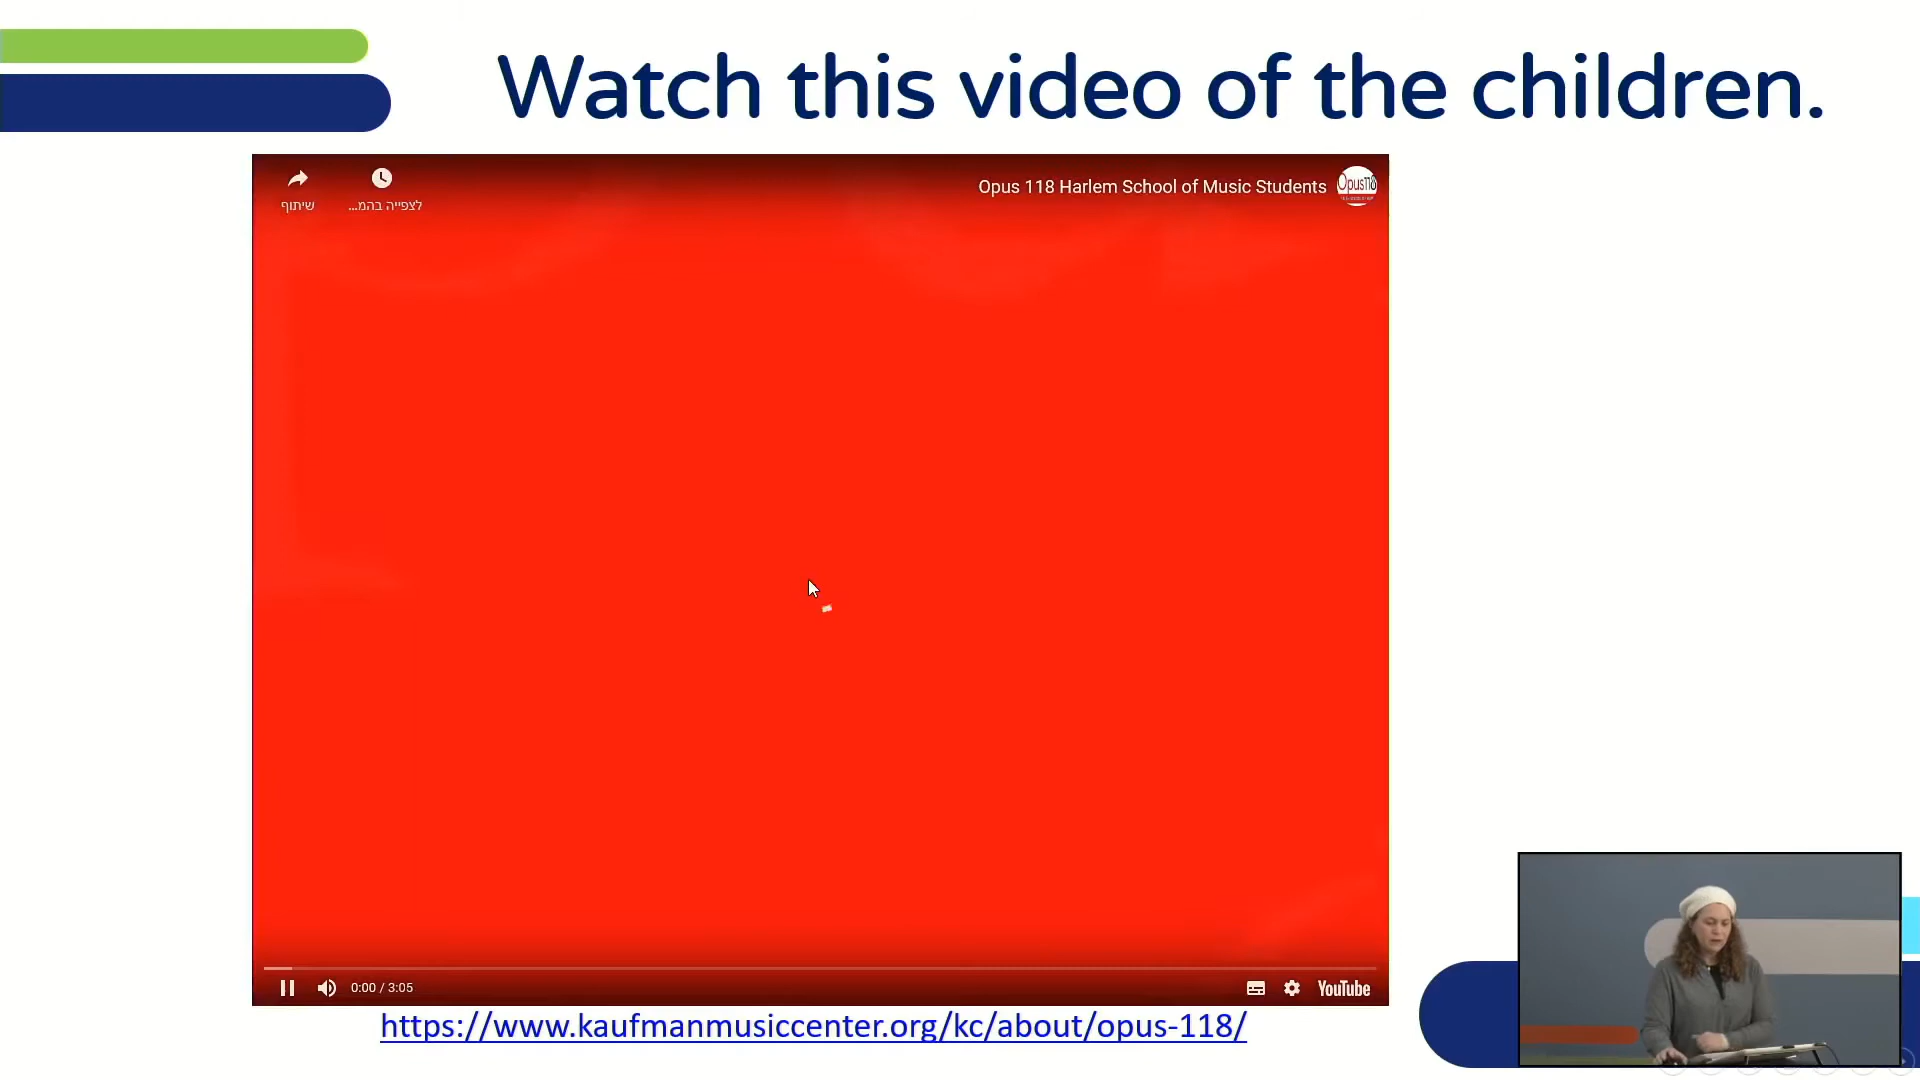 Watch this video of the children.
שיתוף
לצפייה בהמ...
Opus 118 Harlem School of Music Students
Opus118
0:00 / 3:05
YouTube
https://www.kaufmanmusiccenter.org/kc/about/opus-118/